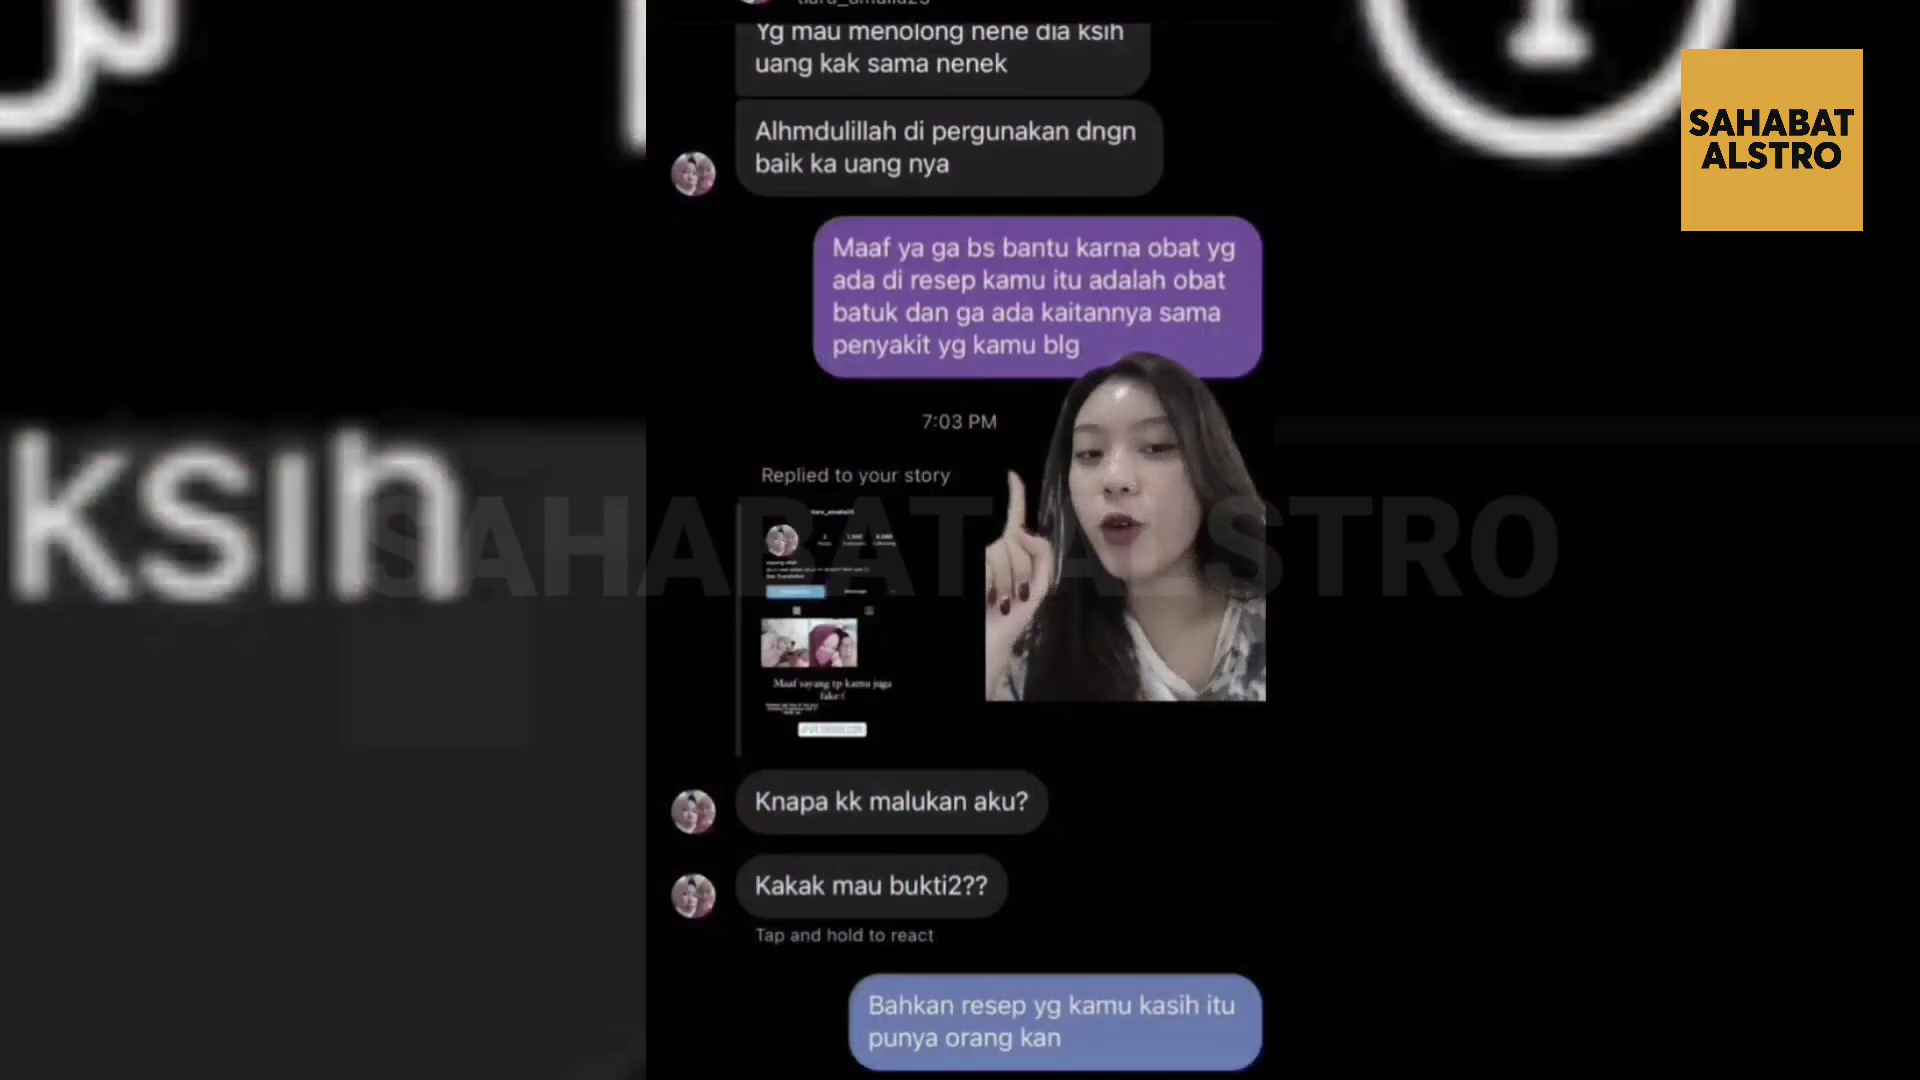 Yg mau menolong nene dia ksih
uang kak sama nenek
Alhmdulillah di pergunakan dngn
baik ka uang nya
SAHABAT
ALSTRO
Maaf ya ga bs bantu karna obat yg
ada di resep kamu itu adalah obat
batuk dan ga ada kaitannya sama
penyakit yg kamu blg
7:03 PM
Replied to your story
ksih
SAHABAT ALSTRO
Message
Maaf sayang tp kamu juga
fake:(
Knapa kk malukan aku?
Kakak mau bukti2??
Tap and hold to react
Bahkan resep yg kamu kasih itu
punya orang kan